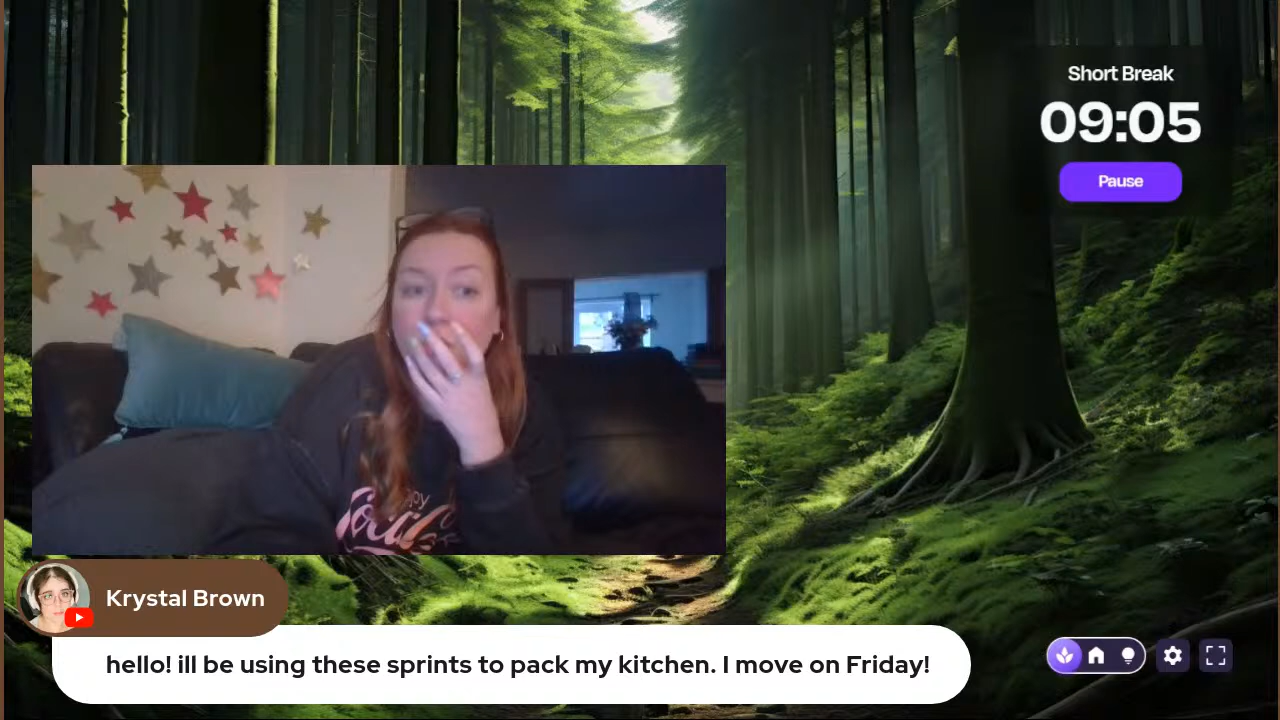 Short Break
09:05
Pause
Krystal Brown
hello! ill be using these sprints to pack my kitchen. I move on Friday!